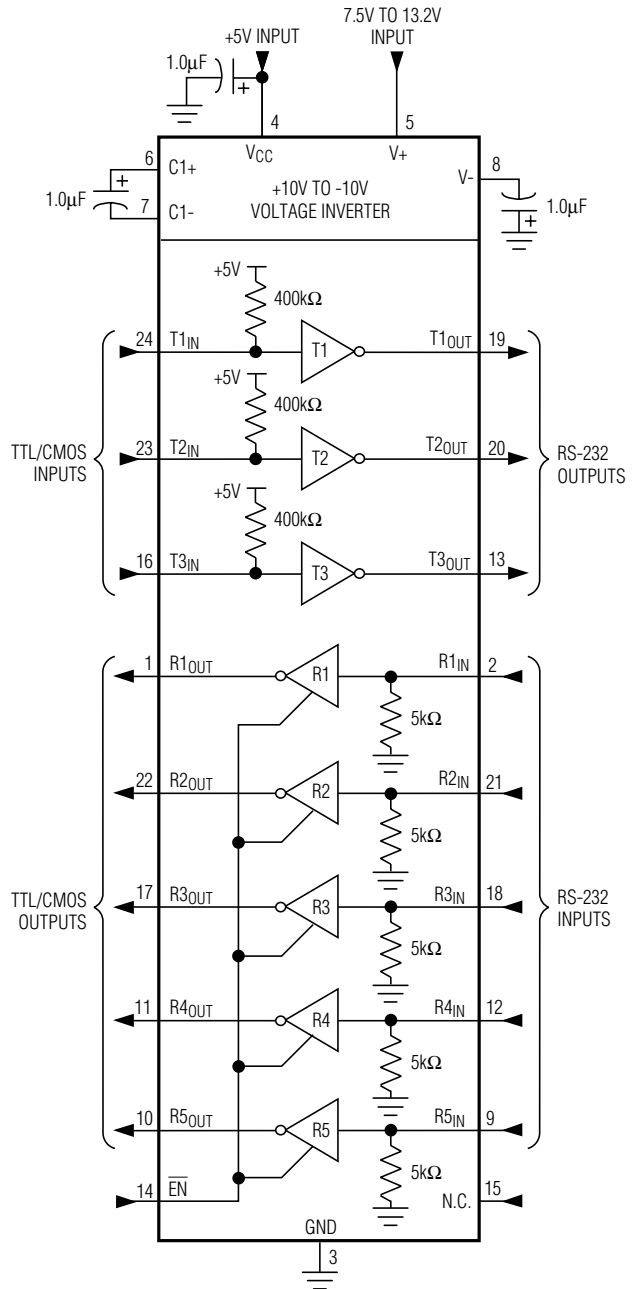 7.5V TO 13.2V
INPUT
+5V INPUT
1.0µF
+
4
5
VCC
V+
6
C1+
+
1.0µF
7
C1-
+10V TO -10V
VOLTAGE INVERTER
V-
8
1.0µF
+
+5V
400kΩ
24
T1IN
T1
T1OUT
19
+5V
400kΩ
23
T2IN
T2
T2OUT
20
TTL/CMOS
INPUTS
RS-232
OUTPUTS
+5V
400kΩ
16
T3IN
T3
T3OUT
13
1
R1OUT
R1
R1IN
2
5kΩ
22
R2OUT
R2
R2IN
21
5kΩ
TTL/CMOS
OUTPUTS
17
R3OUT
R3
R3IN
18
RS-232
INPUTS
5kΩ
11
R4OUT
R4
R4IN
12
5kΩ
10
R5OUT
R5
R5IN
9
5kΩ
14
E̅N̅
N.C.
15
GND
3